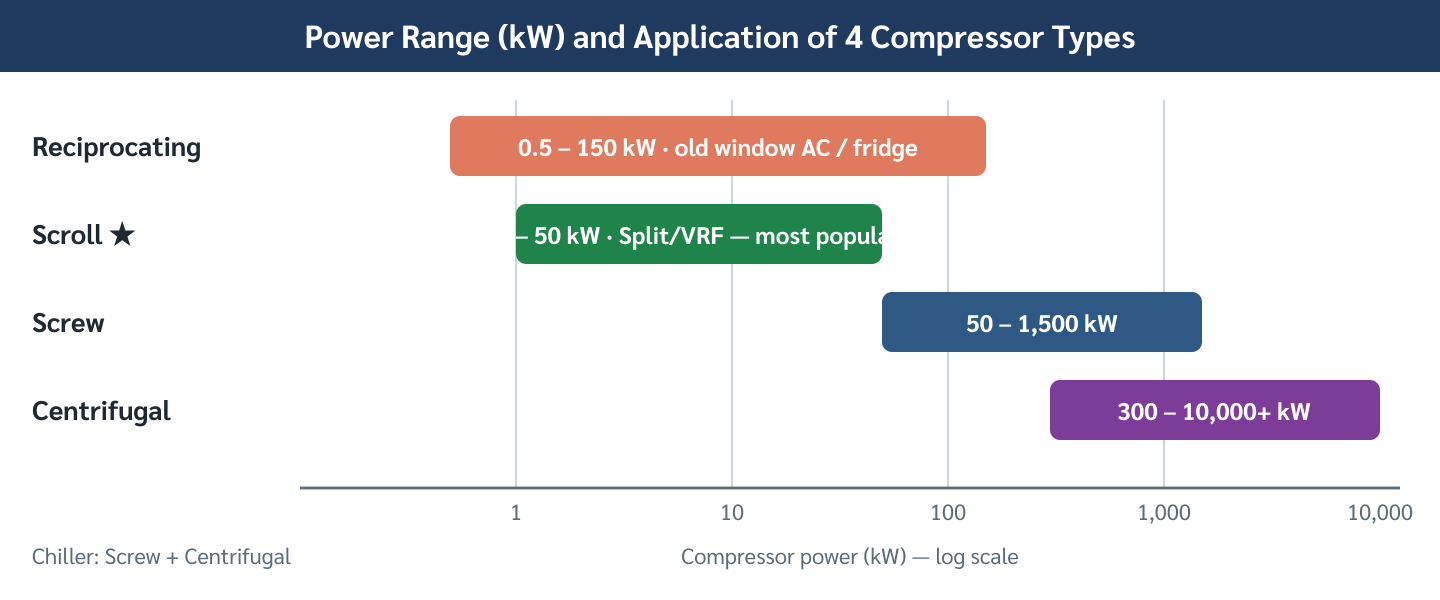 Power Range (kW) and Application of 4 Compressor Types
Reciprocating
0.5 – 150 kW · old window AC / fridge
Scroll ★
– 50 kW · Split/VRF — most
Screw
50 – 1,500 kW
Centrifugal
300 – 10,000+ kW
1 10 100 1,000 10,000
Chiller: Screw + Centrifugal
Compressor power (kW) — log scale